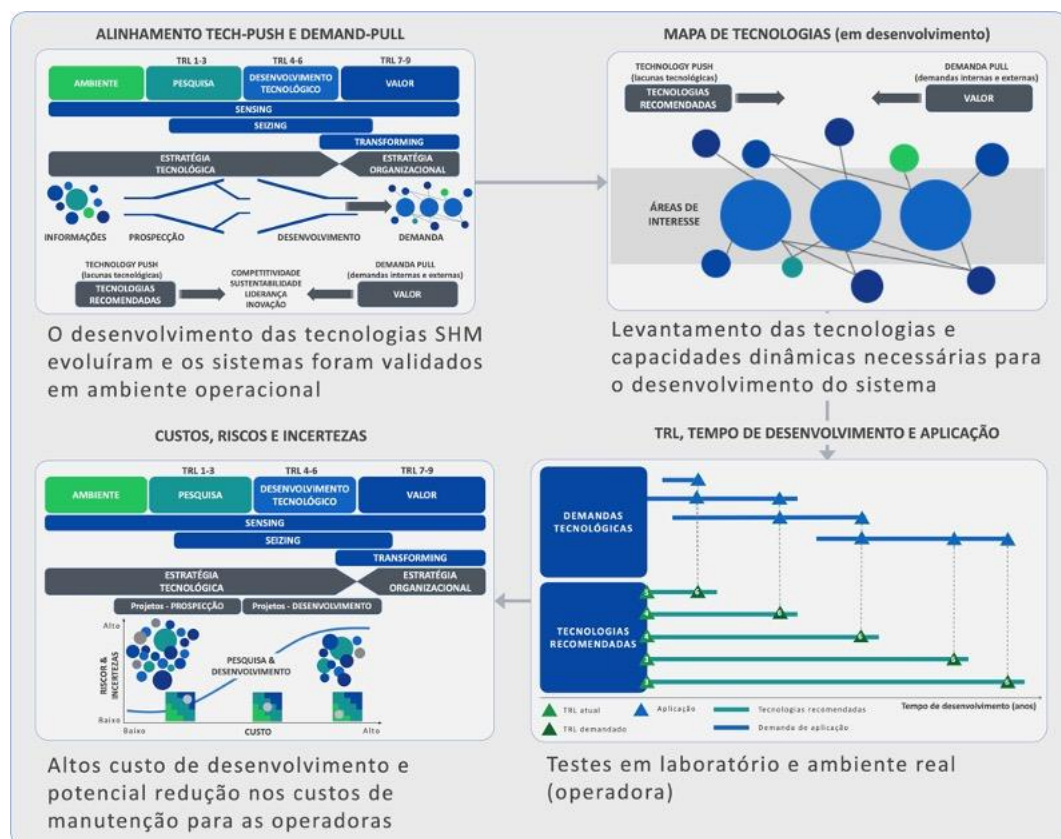 ALINHAMENTO TECH-PUSH E DEMAND-PULL
TRL 1-3 TRL 4-6 TRL 7-9
AMBIENTE PESQUISA DESENVOLVIMENTO TECNOLÓGICO VALOR
SENSING
SEIZING
TRANSFORMING
ESTRATÉGIA TECNOLÓGICA ESTRATÉGIA ORGANIZACIONAL
INFORMAÇÕES PROSPECÇÃO DESENVOLVIMENTO DEMANDA
TECHNOLOGY PUSH
(lacunas tecnológicas)
TECNOLOGIAS
RECOMENDADAS
COMPETITIVIDADE
SUSTENTABILIDADE
LIDERANÇA
INOVAÇÃO
DEMANDA PULL
(demandas internas e externas)
VALOR
O desenvolvimento das tecnologias SHM
evoluíram e os sistemas foram validados
em ambiente operacional
MAPA DE TECNOLOGIAS (em desenvolvimento)
TECHNOLOGY PUSH
(lacunas tecnológicas)
TECNOLOGIAS
RECOMENDADAS
DEMANDA PULL
(demandas internas e externas)
VALOR
ÁREAS DE
INTERESSE
Levantamento das tecnologias e
capacidades dinâmicas necessárias para
o desenvolvimento do sistema
CUSTOS, RISCOS E INCERTEZAS
TRL 1-3 TRL 4-6 TRL 7-9
AMBIENTE PESQUISA DESENVOLVIMENTO TECNOLÓGICO VALOR
SENSING
SEIZING
TRANSFORMING
ESTRATÉGIA TECNOLÓGICA ESTRATÉGIA ORGANIZACIONAL
Projetos - PROSPECÇÃO Projetos - DESENVOLVIMENTO
Alto
RISCOR &
INCERTEZAS
PESQUISA &
DESENVOLVIMENTO
Baixo
Baixo CUSTO Alto
Altos custo de desenvolvimento e
potencial redução nos custos de
manutenção para as operadoras
TRL, TEMPO DE DESENVOLVIMENTO E APLICAÇÃO
DEMANDAS
TECNOLÓGICAS
TECNOLOGIAS
RECOMENDADAS
Tempo de desenvolvimento (anos)
TRL atual Aplicação Tecnologias recomendadas
TRL demandado Demanda de aplicação
Testes em laboratório e ambiente real
(operadora)